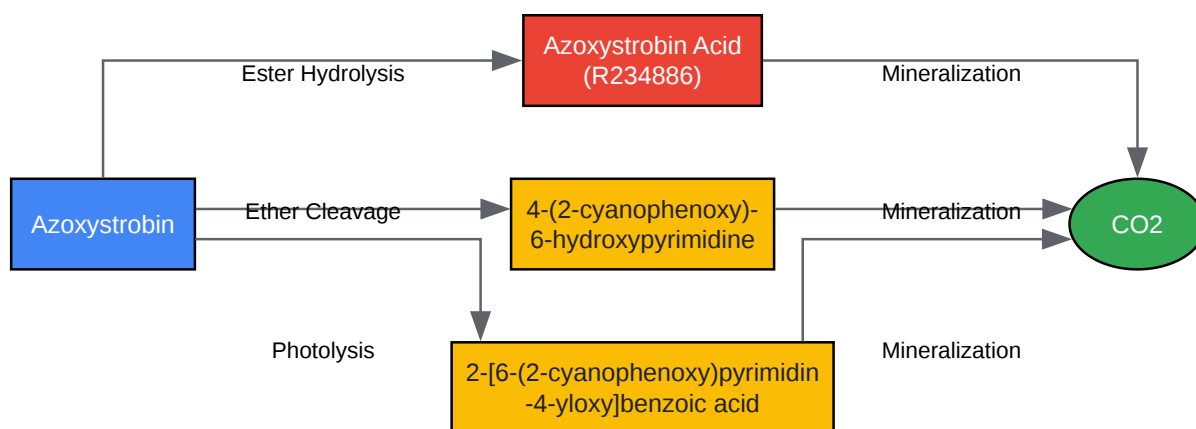 Azoxystrobin Acid
(R234886)
Ester Hydrolysis
Mineralization
Azoxystrobin
Ether Cleavage
4-(2-cyanophenoxy)-
6-hydroxypyrimidine
Mineralization
CO2
Photolysis
Mineralization
2-[6-(2-cyanophenoxy)pyrimidin
-4-yloxy]benzoic acid